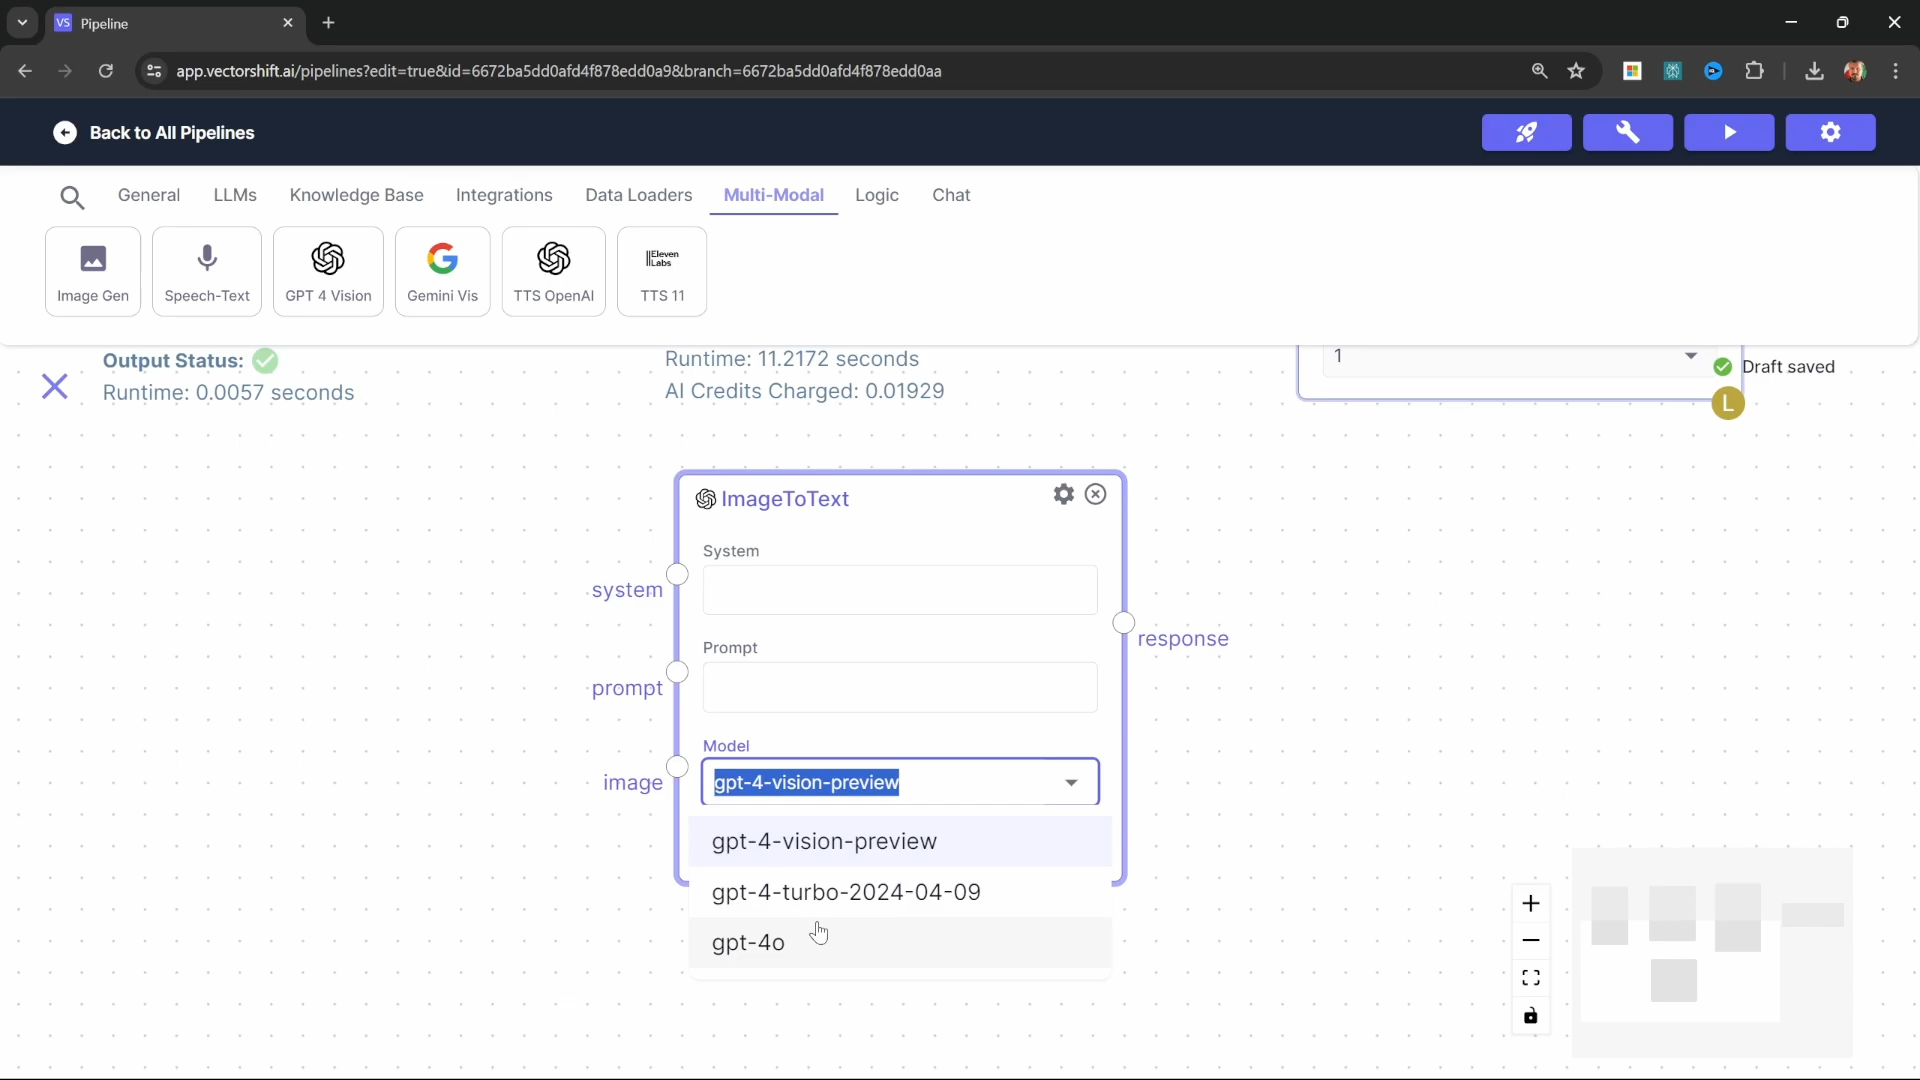 VS Pipeline
app.vectorshift.ai/pipelines?edit=true&id=6672ba5dd0afd4f878edd0a9&branch=6672ba5dd0afd4f878edd0aa
Back to All Pipelines
General LLMs Knowledge Base Integrations Data Loaders Multi-Modal Logic Chat
IIEleven Labs
Image Gen Speech-Text GPT 4 Vision Gemini Vis TTS OpenAI TTS 11
Output Status:
Runtime: 0.0057 seconds
Runtime: 11.2172 seconds
AI Credits Charged: 0.01929
1
Draft saved
L
ImageToText
System
system
response
Prompt
prompt
Model
image
gpt-4-vision-preview
gpt-4-vision-preview
gpt-4-turbo-2024-04-09
gpt-4o